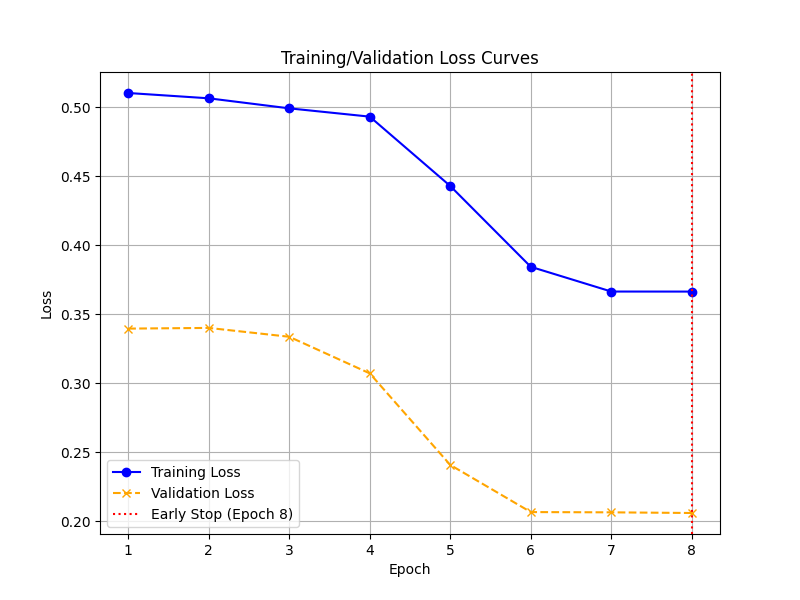 Training/Validation Loss Curves
0.50
0.45
0.40
0.35
0.30
0.25
0.20
Loss
Training Loss
Validation Loss
Early Stop (Epoch 8)
1 2 3 4 5 6 7 8
Epoch